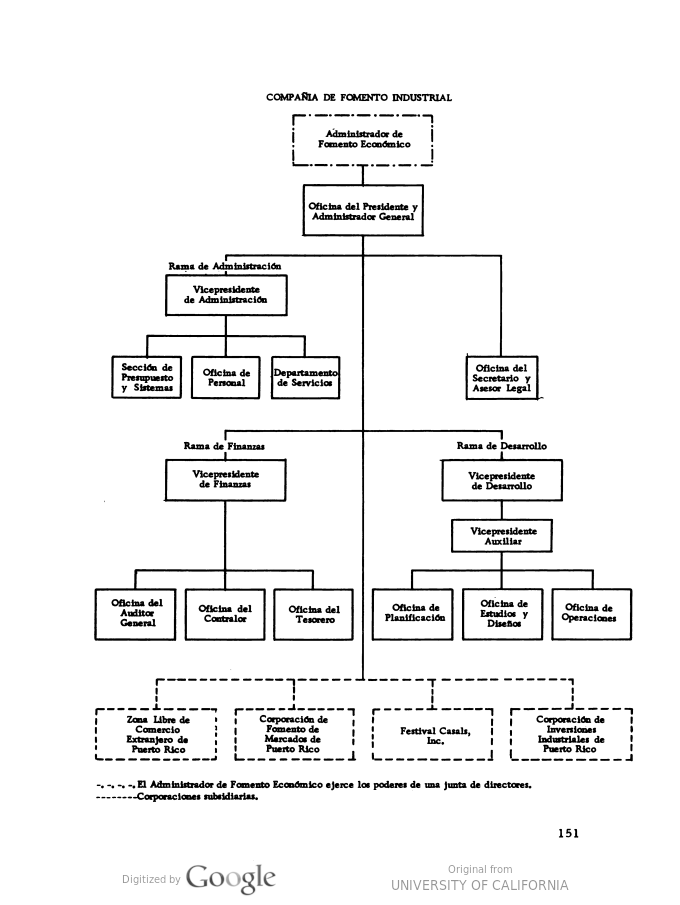 COMPAÑIA DE FOMENTO INDUSTRIAL
Administrador de
Fomento Económico
Oficina del Presidente y
Administrador General
Rama de Administración
Vicepresidente
de Administración
Sección de
Presupuesto
y Sistemas
Oficina de
Personal
Departamento
de Servicios
Oficina del
Secretario y
Asesor Legal
Rama de Finanzas
Vicepresidente
de Finanzas
Rama de Desarrollo
Vicepresidente
de Desarrollo
Vicepresidente
Auxiliar
Oficina del
Auditor
General
Oficina del
Contralor
Oficina del
Tesorero
Oficina de
Planificación
Oficina de
Estudios y
Diseños
Oficina de
Operaciones
Zona Libre de
Comercio
Extranjero de
Puerto Rico
Corporación de
Fomento de
Mercados de
Puerto Rico
Festival Casals,
Inc.
Corporación de
Inversiones
Industriales de
Puerto Rico
-. -. -. -. El Administrador de Fomento Económico ejerce los poderes de una junta de directores.
--------Corporaciones subsidiarias.
151
Digitized by Google
Original from
UNIVERSITY OF CALIFORNIA